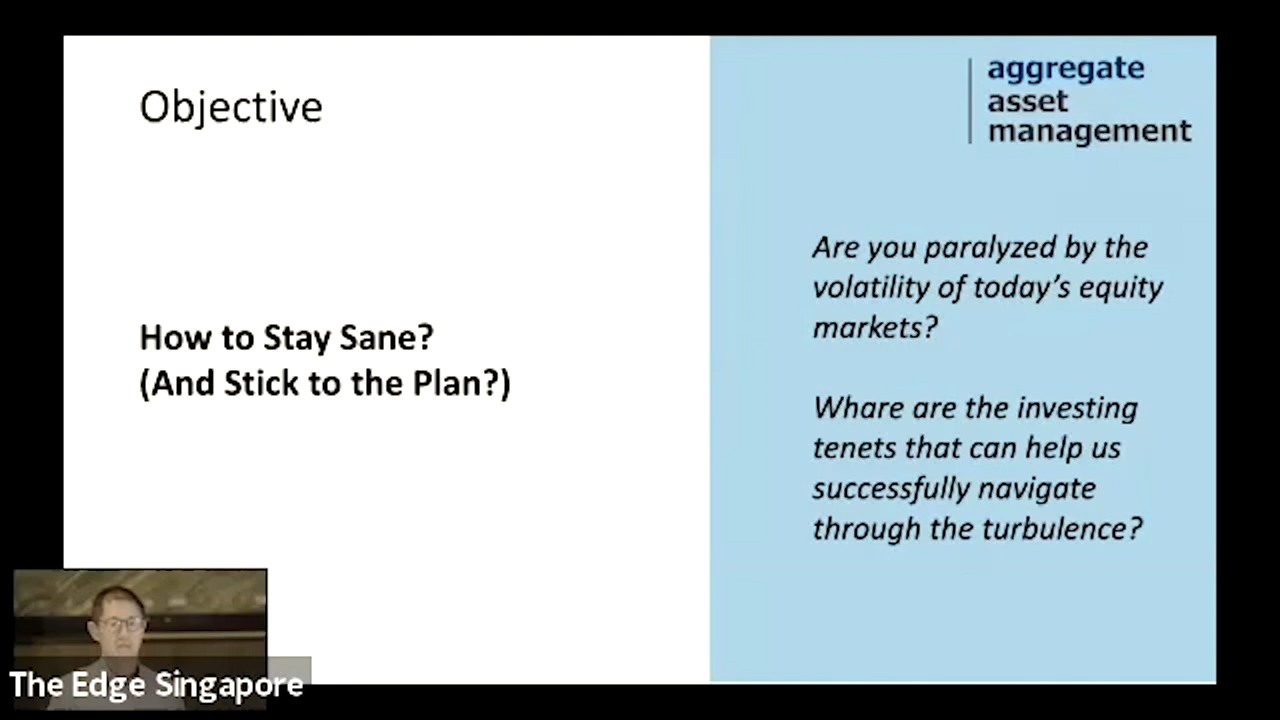 Objective
How to Stay Sane?
(And Stick to the Plan?)
aggregate
asset
management
Are you paralyzed by the
volatility of today's equity
markets?
Whare are the investing
tenets that can help us
successfully navigate
through the turbulence?
The Edge Singapore